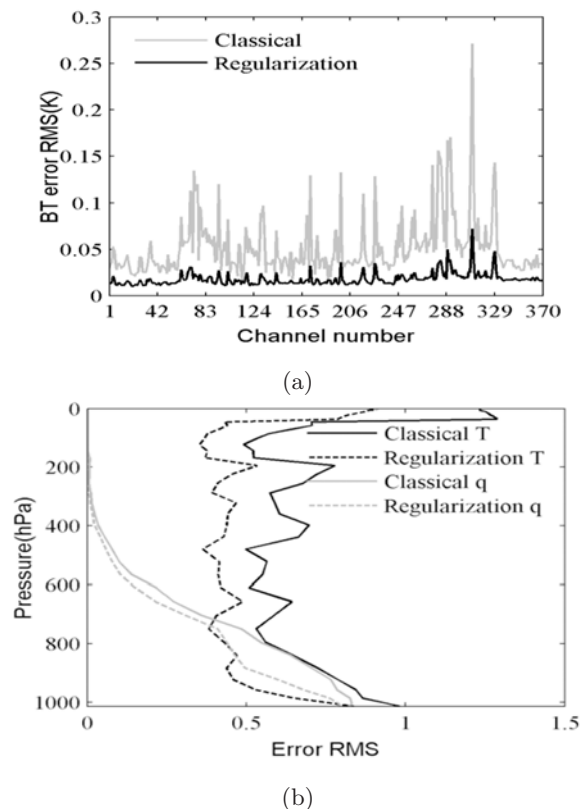 0.3
Classical
Regularization
0.25
0.2
0.15
0.1
0.05
0
BT error RMS(K)
1 42 83 124 165 206 247 288 329 370
Channel number
(a)
0
Classical T
Regularization T
Classical q
Regularization q
200
400
600
800
1000
Pressure(hPa)
0 0.5 1 1.5
Error RMS
(b)